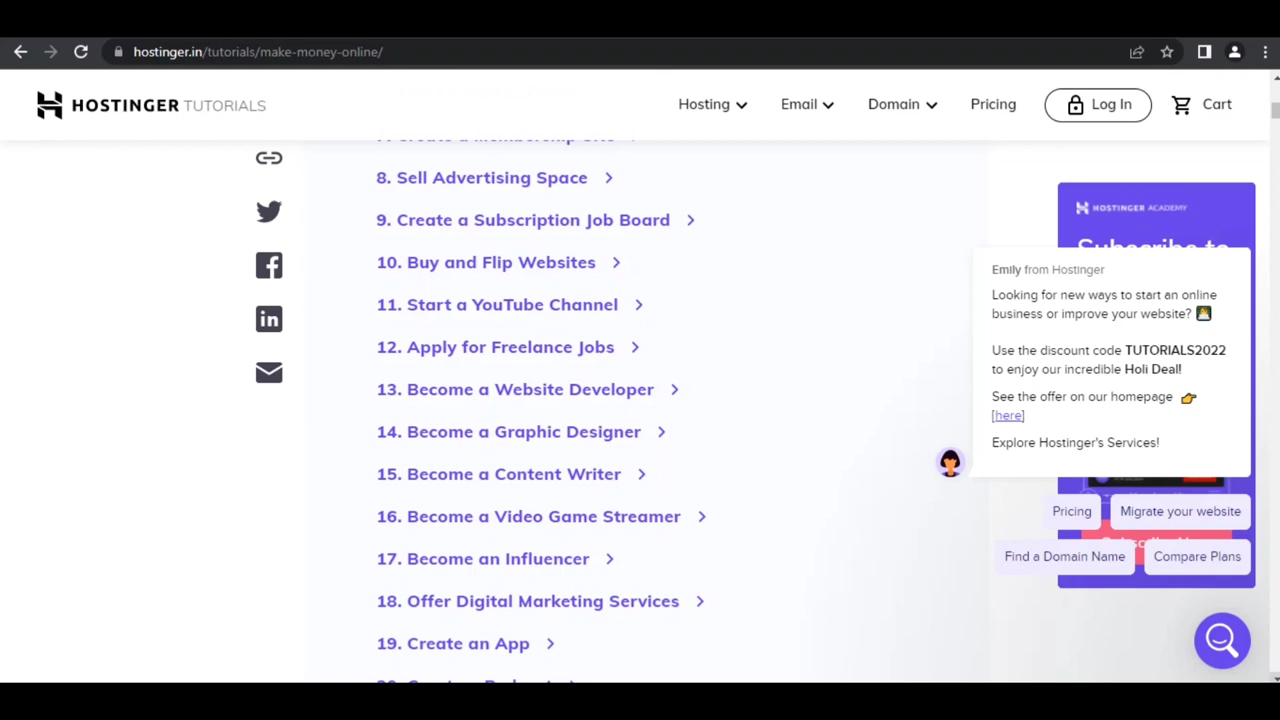 hostinger.in/tutorials/make-money-online/
HOSTINGER TUTORIALS
Hosting
Email
Domain
Pricing
Log In
Cart
7. Create a Membership Site
8. Sell Advertising Space
9. Create a Subscription Job Board
10. Buy and Flip Websites
11. Start a YouTube Channel
12. Apply for Freelance Jobs
13. Become a Website Developer
14. Become a Graphic Designer
15. Become a Content Writer
16. Become a Video Game Streamer
17. Become an Influencer
18. Offer Digital Marketing Services
19. Create an App
HOSTINGER ACADEMY
Subscribe to
Emily from Hostinger
Looking for new ways to start an online
business or improve your website?
Use the discount code TUTORIALS2022
to enjoy our incredible Holi Deal!
See the offer on our homepage
[here]
Explore Hostinger's Services!
Pricing
Migrate your website
Find a Domain Name
Compare Plans